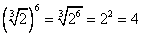 (∛2)⁶ = ∛2⁶ = 2² = 4